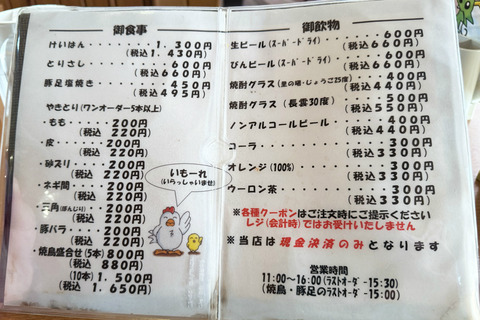 御食事
けいはん・・・・・・1.300円
(税込1.430円)
とりさし・・・・・・600円
(税込660円)
豚足塩焼き・・・・・450円
(税込495円)
やきとり(ワンオーダー5本以上)
・もも・・・・200円
(税込 220円)
・皮・・・・・200円
(税込 220円)
・砂ズリ・・・200円
(税込 220円)
・ネギ間・・・200円
(税込 220円)
・三角(ぼんじり)・200円
(税込 220円)
・豚バラ・・・200円
(税込 220円)
・焼鳥盛合せ(5本)800円
(税込 880円)
(10本)1.500円
(税込 1.650円)
いもーれ
(いらっしゃいませ)
御飲物
生ビール(スーパードライ)・・・・600円
(税込660円)
びんビール(スーパードライ)・・・600円
(税込660円)
焼酎グラス(里の曙・じょうご25度)・400円
(税込440円)
焼酎グラス(長雲30度)・・500円
(税込550円)
ノンアルコールビール・・・400円
(税込440円)
コーラ・・・・・・・・300円
(税込330円)
オレンジ(100%)・・・・・300円
(税込330円)
ウーロン茶・・・・・・300円
(税込330円)
※各種クーポンはご注文時にご提示ください
レジ(会計時)ではお受けいたしません
※当店は現金決済のみとなります
営業時間
11:00~16:00(ラストオーダー15:30)
(焼鳥・豚足のラストオーダー15:00)